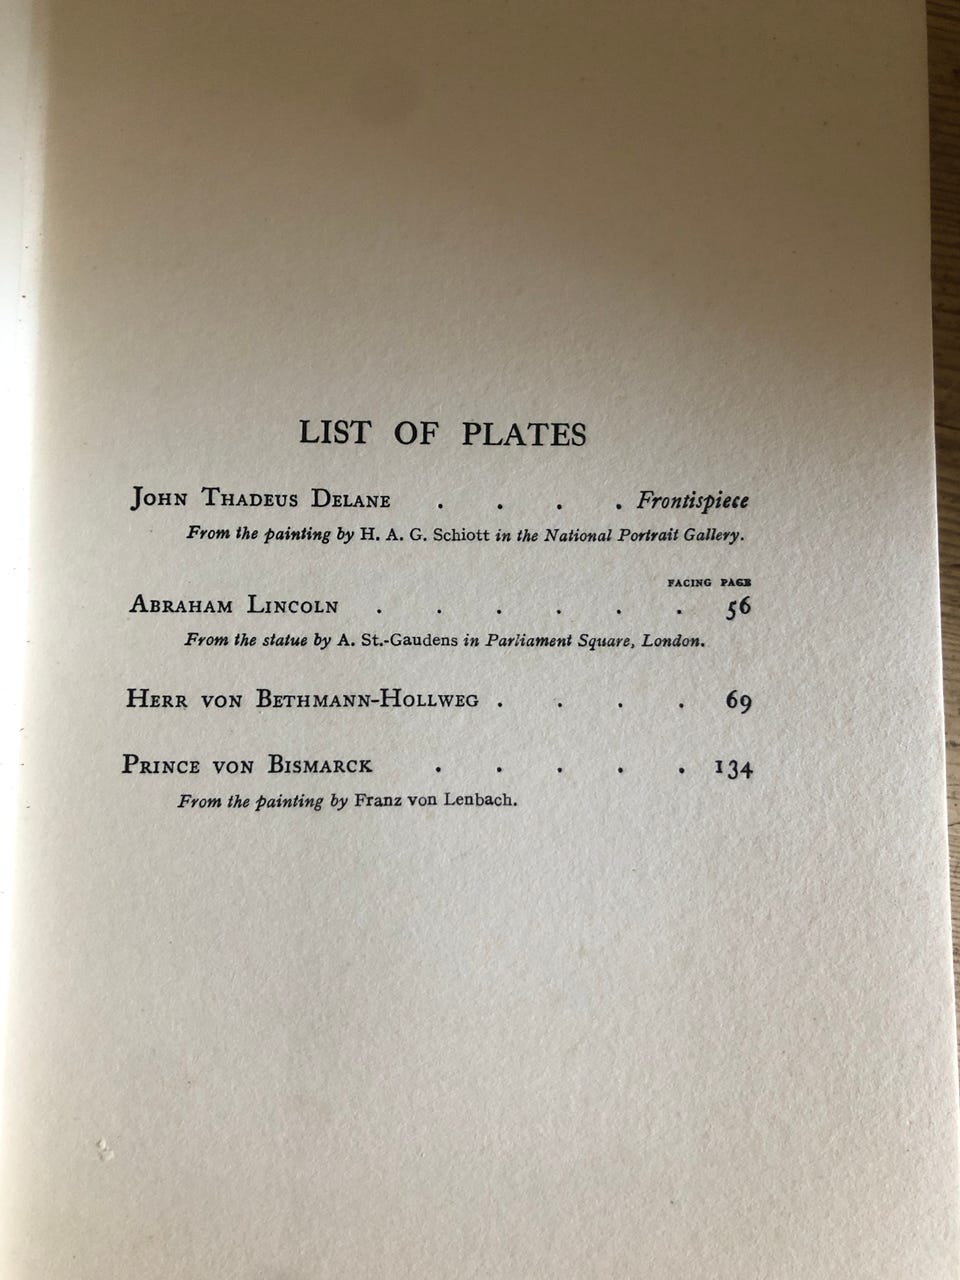 LIST OF PLATES
JOHN THADEUS DELANE . . . . Frontispiece
From the painting by H. A. G. Schiott in the National Portrait Gallery.
FACING PAGE
ABRAHAM LINCOLN . . . . . . 56
From the statue by A. St.-Gaudens in Parliament Square, London.
HERR VON BETHMANN-HOLLWEG . . . . 69
PRINCE VON BISMARCK . . . . . 134
From the painting by Franz von Lenbach.